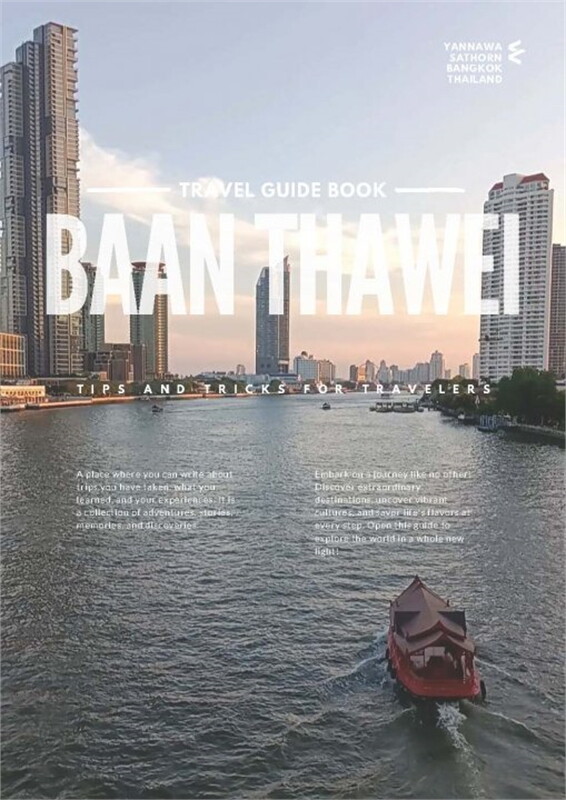 YANNAWA
SATHORN
BANGKOK
THAILAND
TRAVEL GUIDE BOOK
BAAN THAWEI
TIPS AND TRICKS FOR TRAVELERS
A place where you can write about
trips you have taken, what you
learned, and your experiences. It is
a collection of adventures, stories,
memories, and discoveries.
Embark on a journey like no other!
Discover extraordinary
destinations, uncover vibrant
cultures, and savor life's flavors at
every step. Open this guide to
explore the world in a whole new
light!